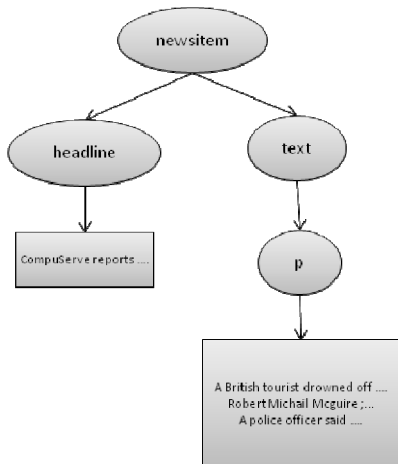 newsitem
headline
text
CompuServe reports ....
p
A British tourist drowned off ....
Robert Michail Mcguire ;...
A police officer said ....